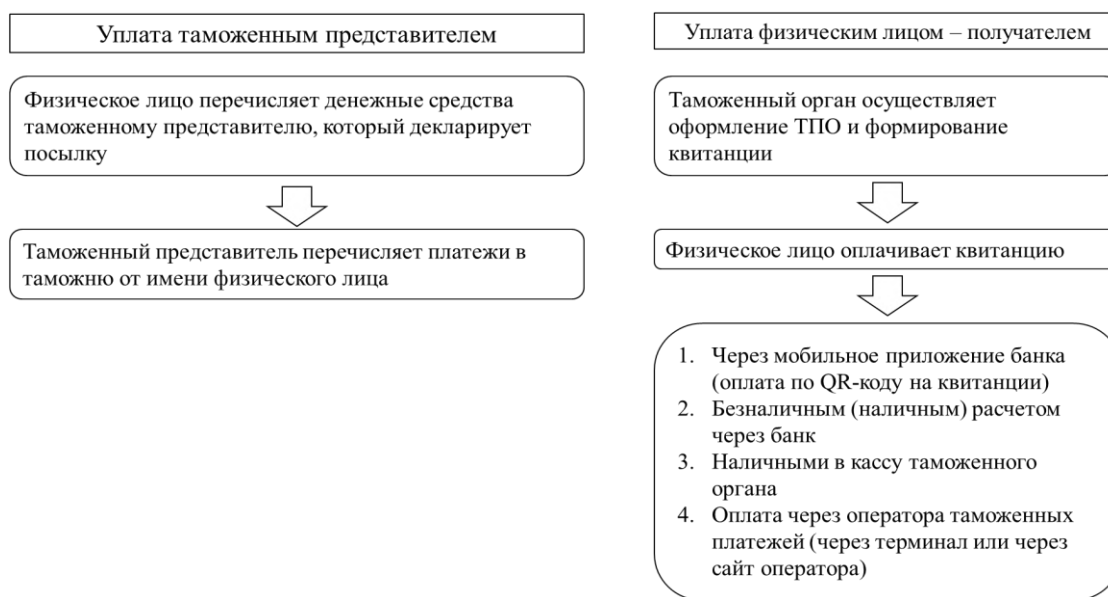 Уплата таможенным представителем
Физическое лицо перечисляет денежные средства
таможенному представителю, который декларирует
посылку
Таможенный представитель перечисляет платежи в
таможню от имени физического лица
Уплата физическим лицом – получателем
Таможенный орган осуществляет
оформление ТПО и формирование
квитанции
Физическое лицо оплачивает квитанцию
1. Через мобильное приложение банка
(оплата по QR-коду на квитанции)
2. Безналичным (наличным) расчетом
через банк
3. Наличными в кассу таможенного
органа
4. Оплата через оператора таможенных
платежей (через терминал или через
сайт оператора)